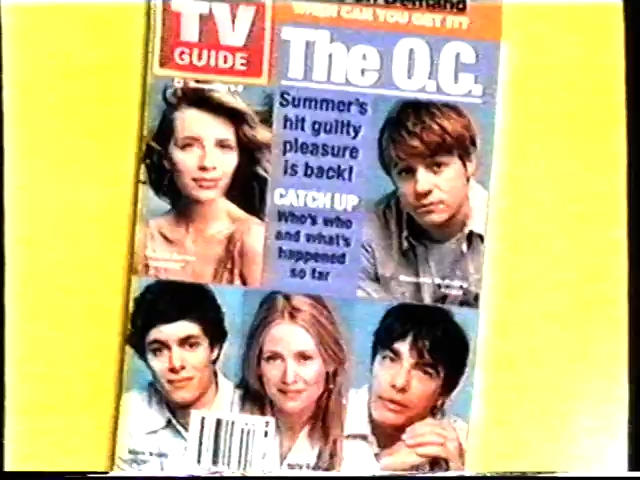 TV
GUIDE
WHEN CAN YOU GET IT?
The O.C.
Summer's
hit guilty
pleasure
is back!
CATCH UP
Who's who
and what's
happened
so far